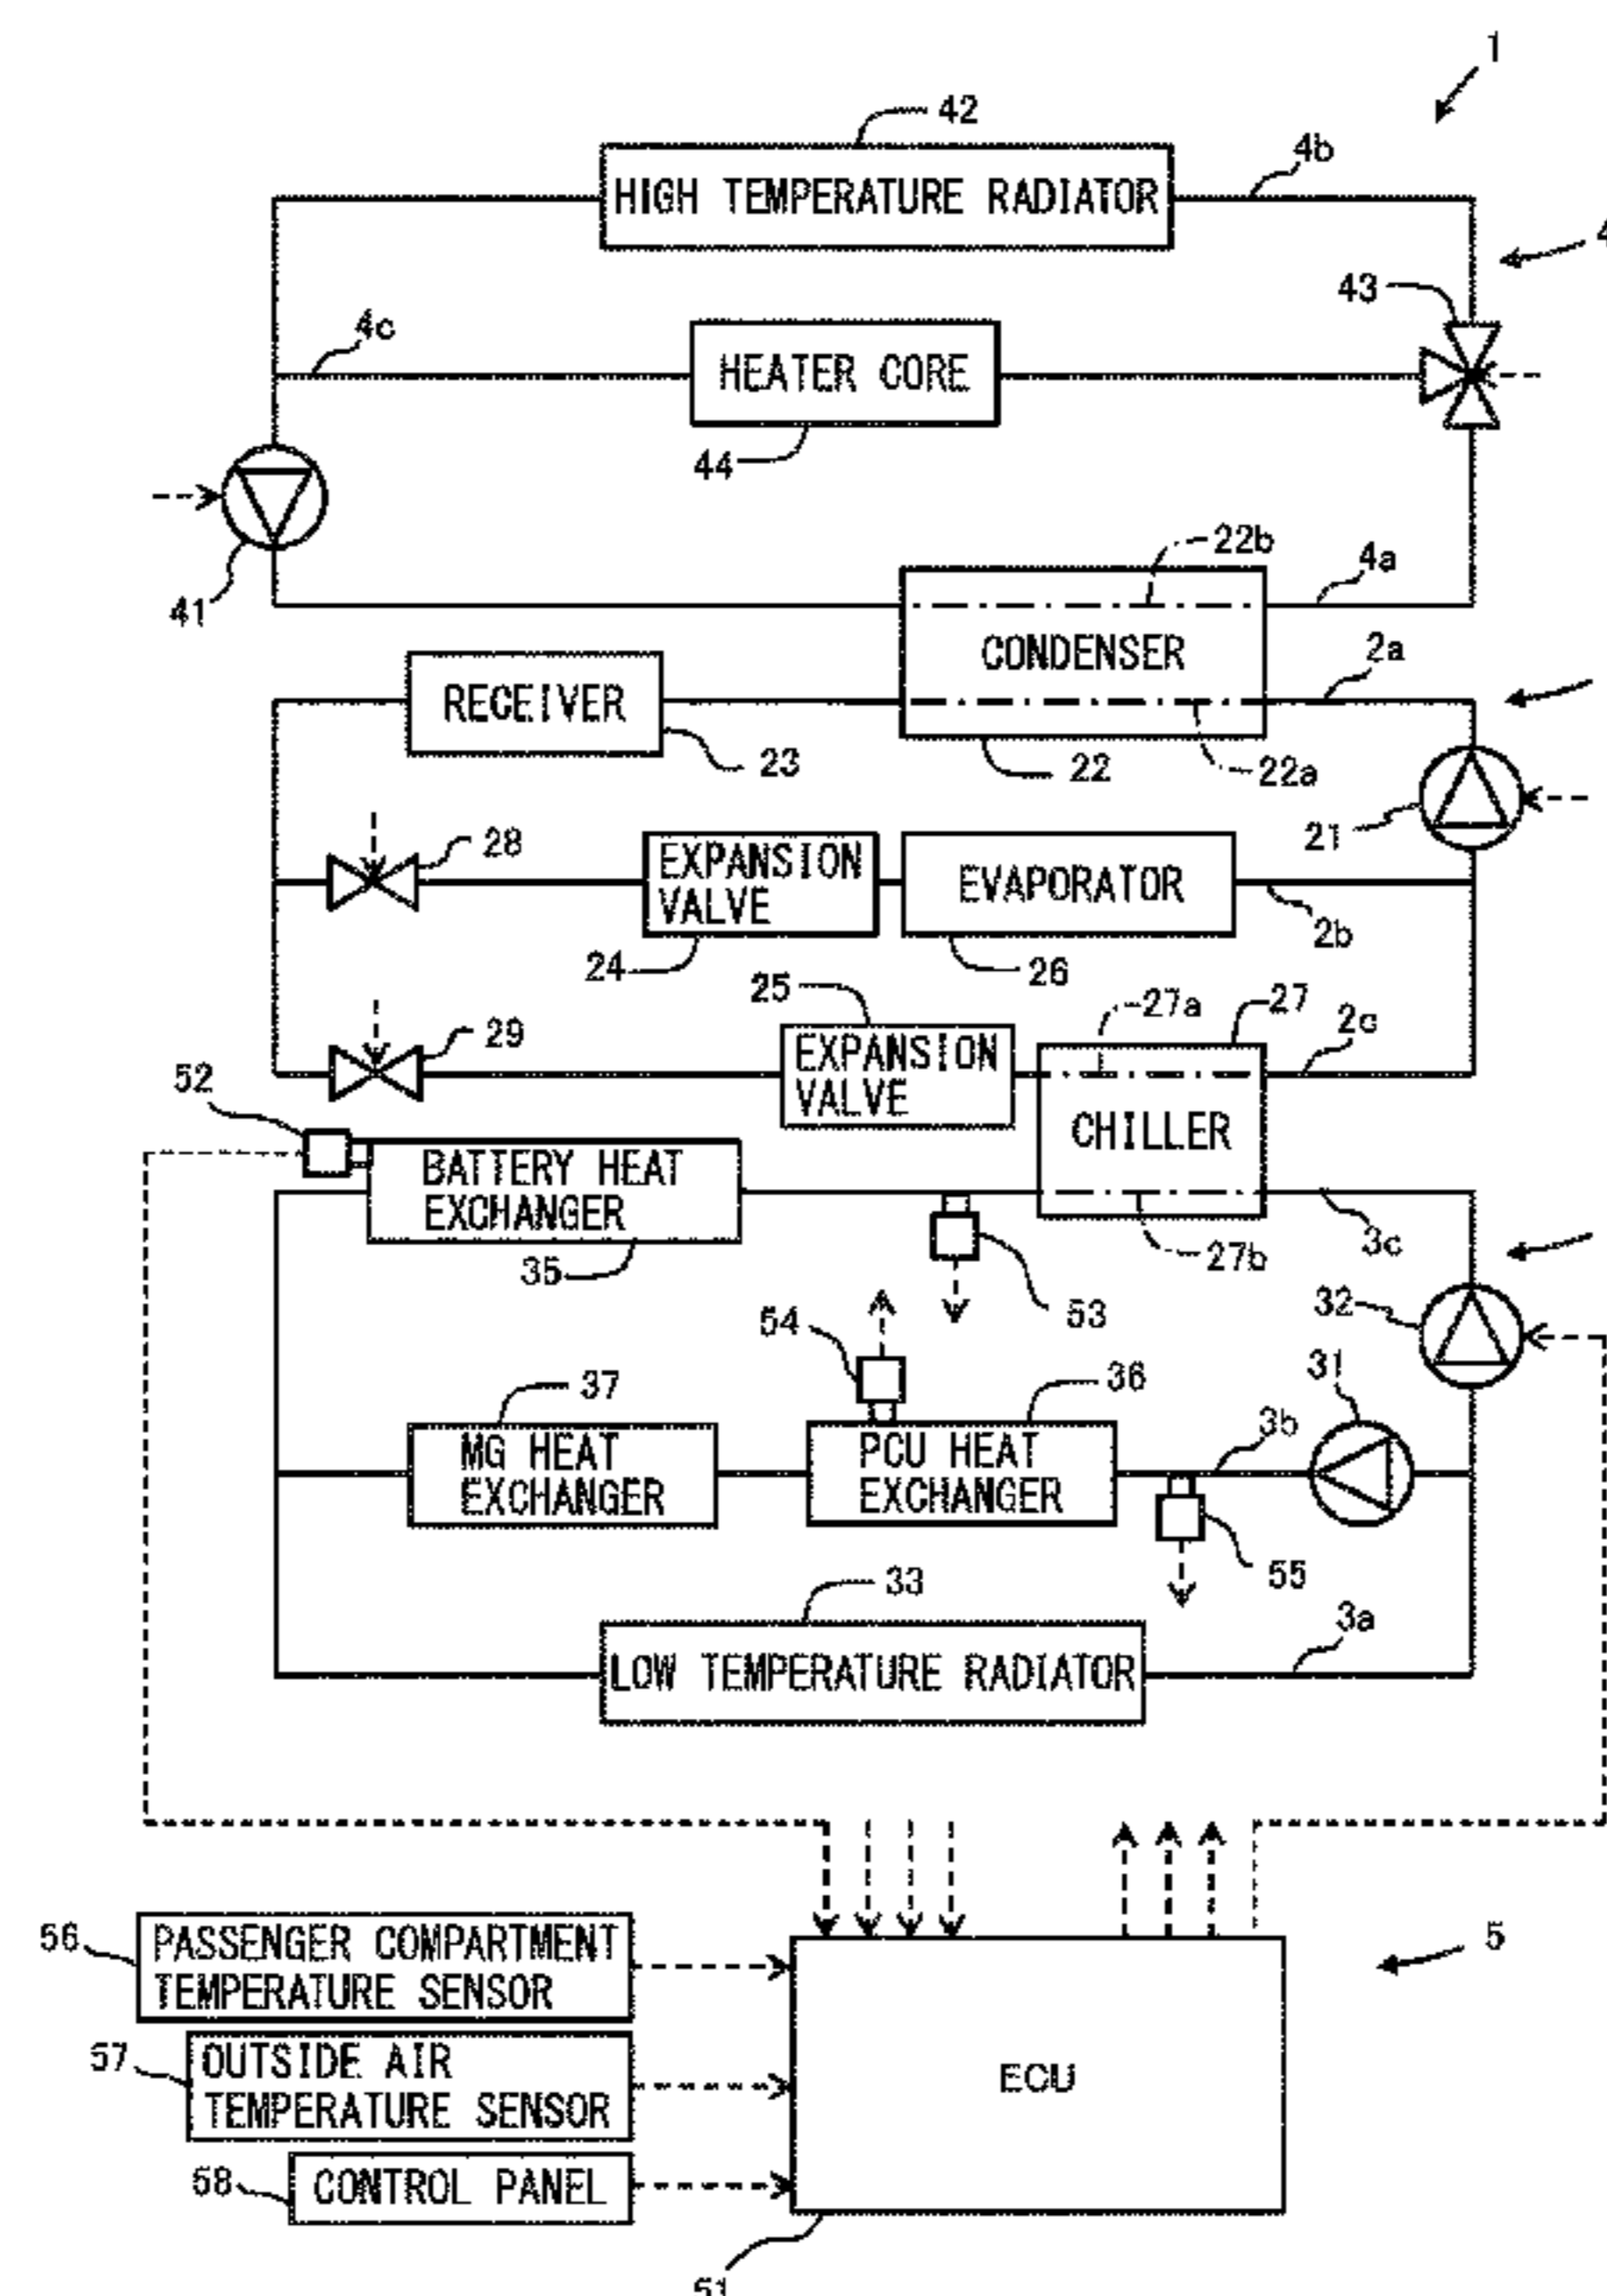 1
42
4b
HIGH TEMPERATURE RADIATOR
4
43
4c
HEATER CORE
44
22b
4a
41
CONDENSER
2a
RECEIVER
23
22
22a
21
28
EXPANSION
VALVE
EVAPORATOR
2b
24
26
25
27a
27
2c
29
EXPANSION
VALVE
52
CHILLER
BATTERY HEAT
EXCHANGER
35
27b
3c
53
32
54
37
36
31
MG HEAT
EXCHANGER
PCU HEAT
EXCHANGER
3b
55
33
3a
LOW TEMPERATURE RADIATOR
56
PASSENGER COMPARTMENT
TEMPERATURE SENSOR
5
57
OUTSIDE AIR
TEMPERATURE SENSOR
ECU
58
CONTROL PANEL
51